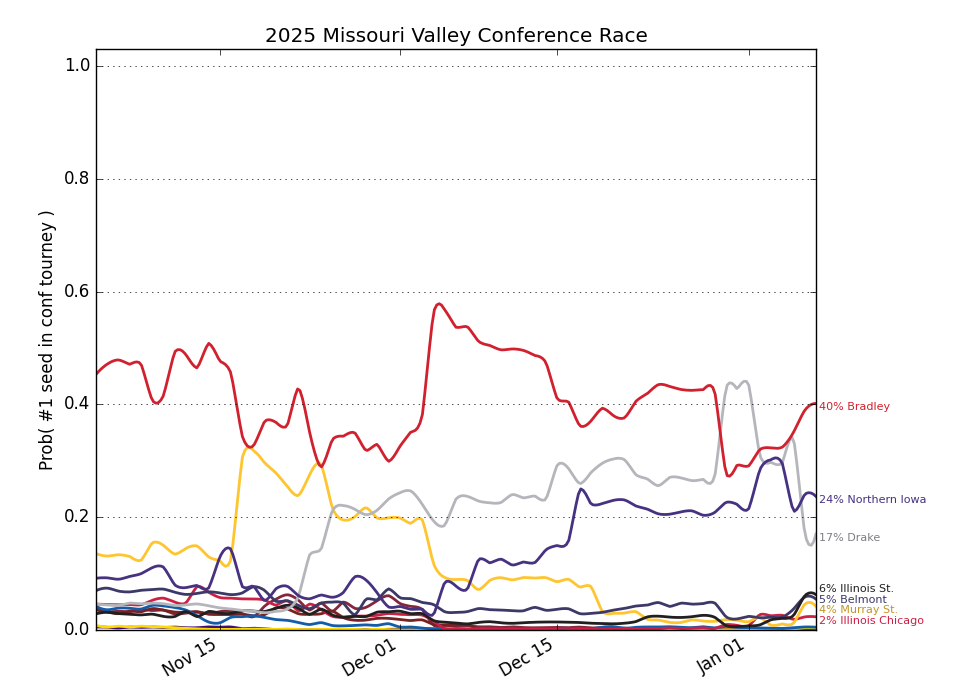 2025 Missouri Valley Conference Race
Prob( #1 seed in conf tourney )
1.0
0.8
0.6
0.4
0.2
0.0
Nov 15
Dec 01
Dec 15
Jan 01
40% Bradley
24% Northern Iowa
17% Drake
6% Illinois St.
5% Belmont
4% Murray St.
2% Illinois Chicago